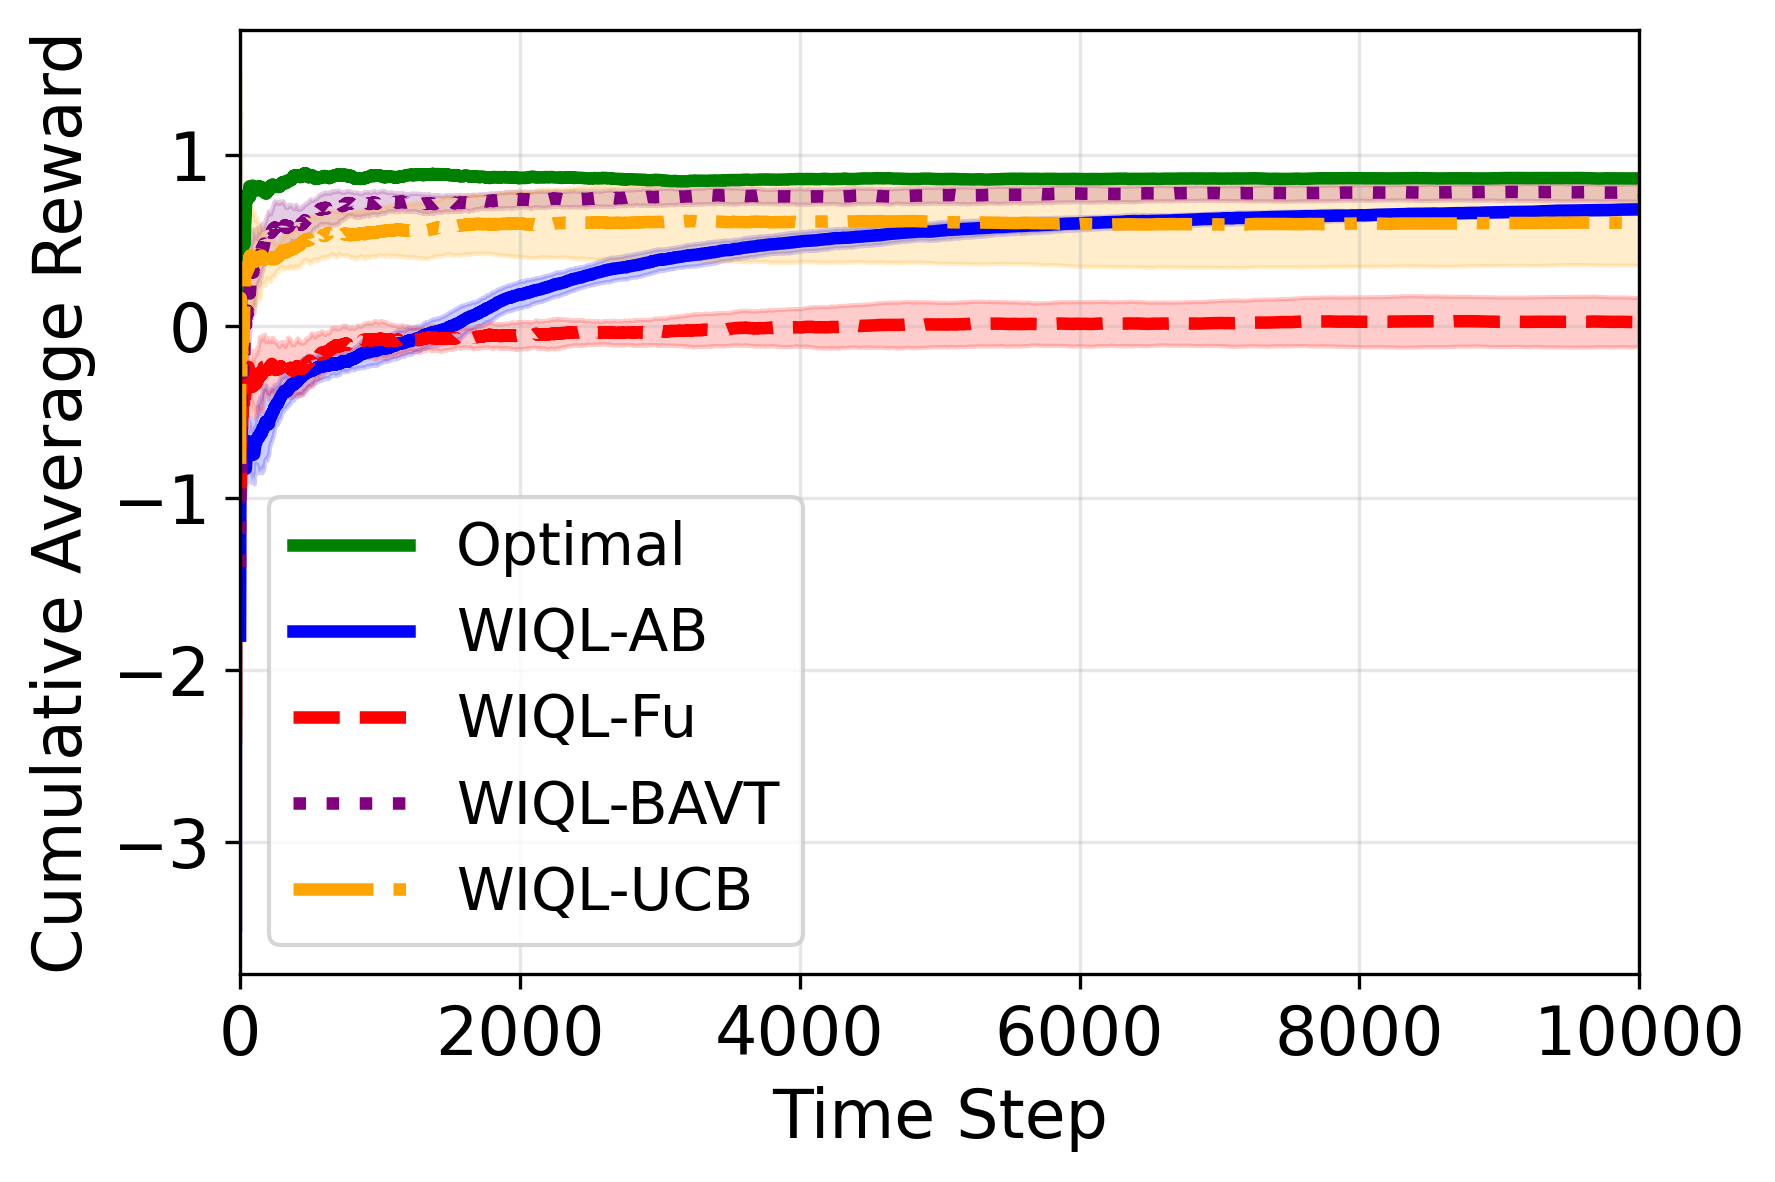 Cumulative Average Reward
1
0
−1
−2
−3
Optimal
WIQL-AB
WIQL-Fu
WIQL-BAVT
WIQL-UCB
0 2000 4000 6000 8000 10000
Time Step